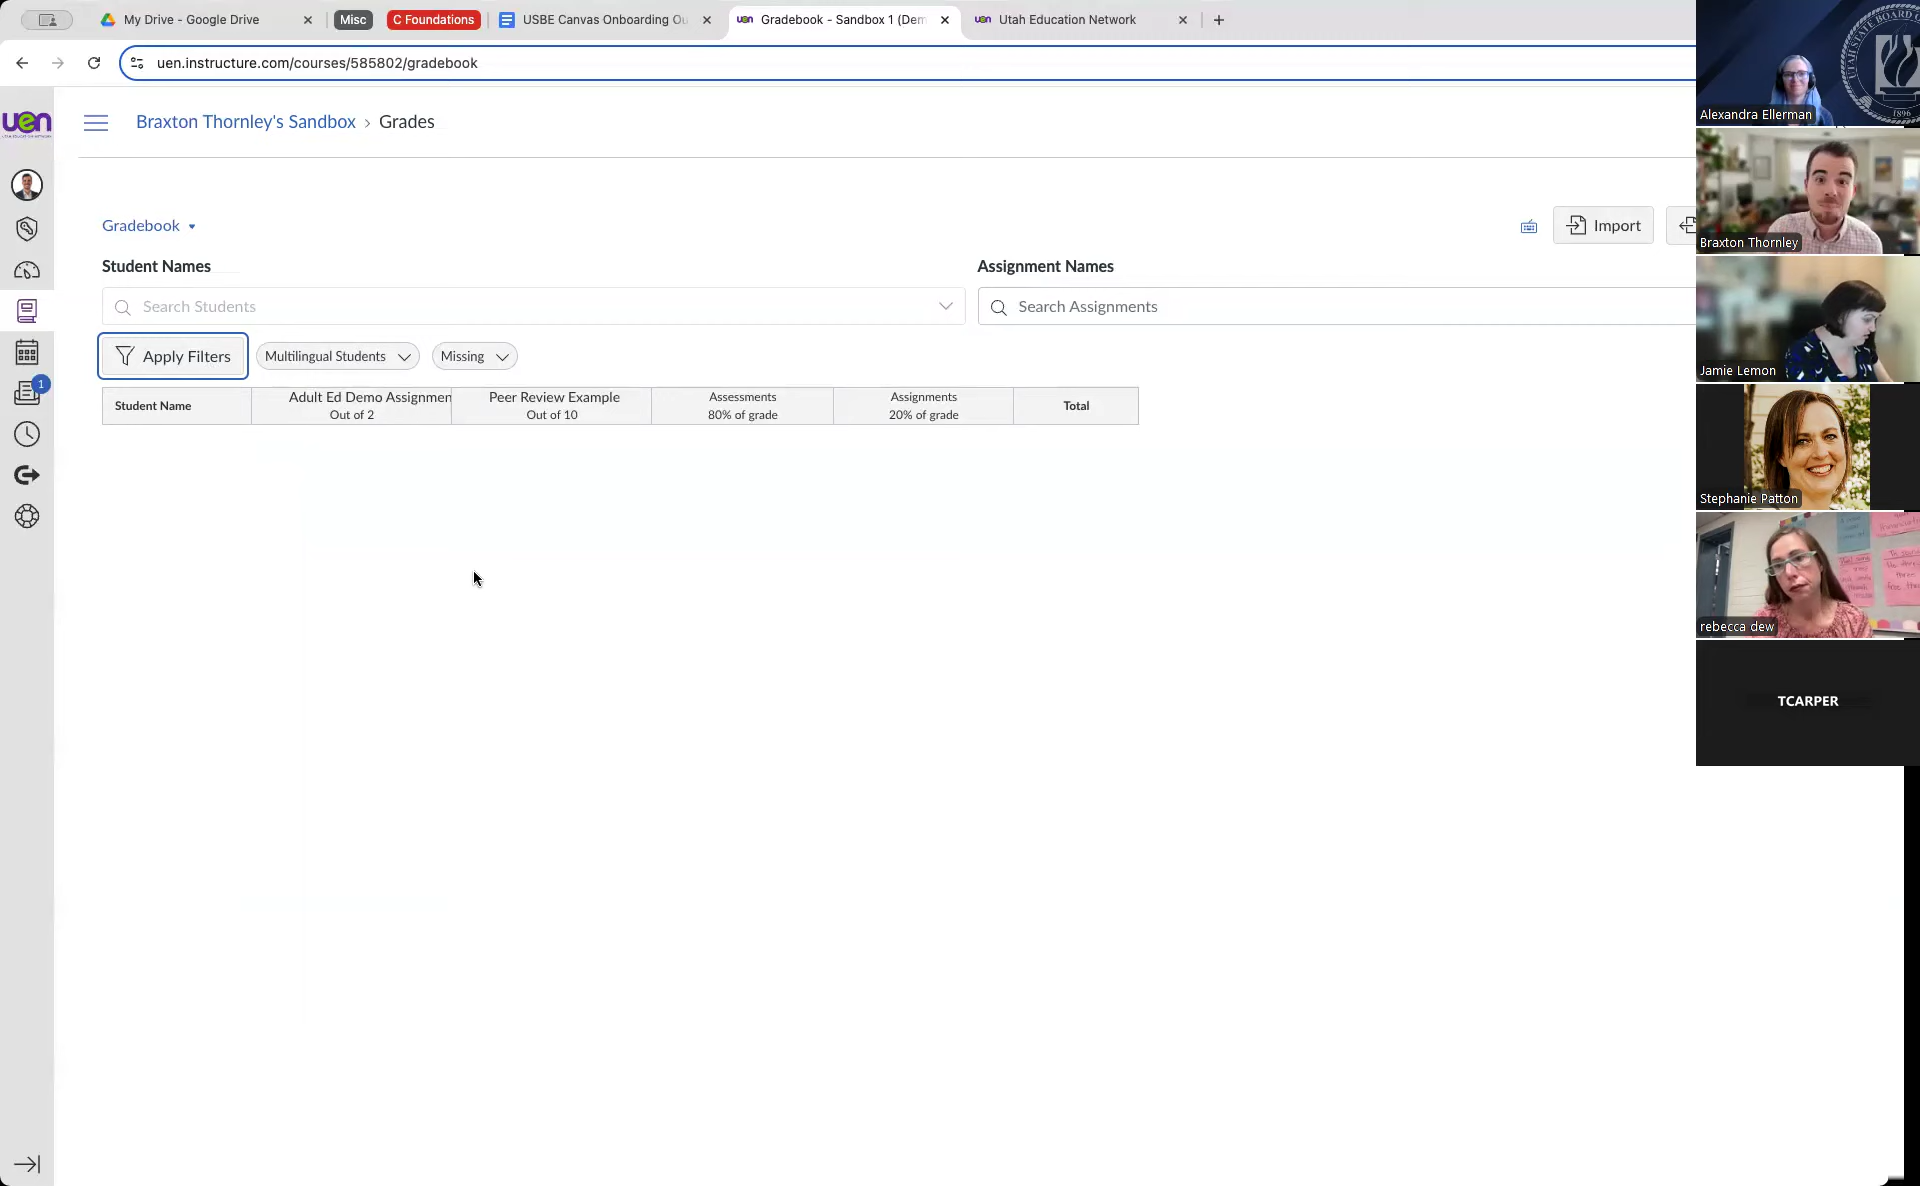 My Drive - Google Drive
Misc
C Foundations
USBE Canvas Onboarding Ou
Gradebook - Sandbox 1 (Dem
Utah Education Network
uen.instructure.com/courses/585802/gradebook
uen
Braxton Thornley's Sandbox > Grades
Gradebook
Import
Student Names
Assignment Names
Search Students
Search Assignments
Apply Filters
Multilingual Students
Missing
Student Name
Adult Ed Demo Assignmen
Out of 2
Peer Review Example
Out of 10
Assessments
80% of grade
Assignments
20% of grade
Total
1
Alexandra Ellerman
1896
Braxton Thornley
Jamie Lemon
Stephanie Patton
rebecca dew
TCARPER